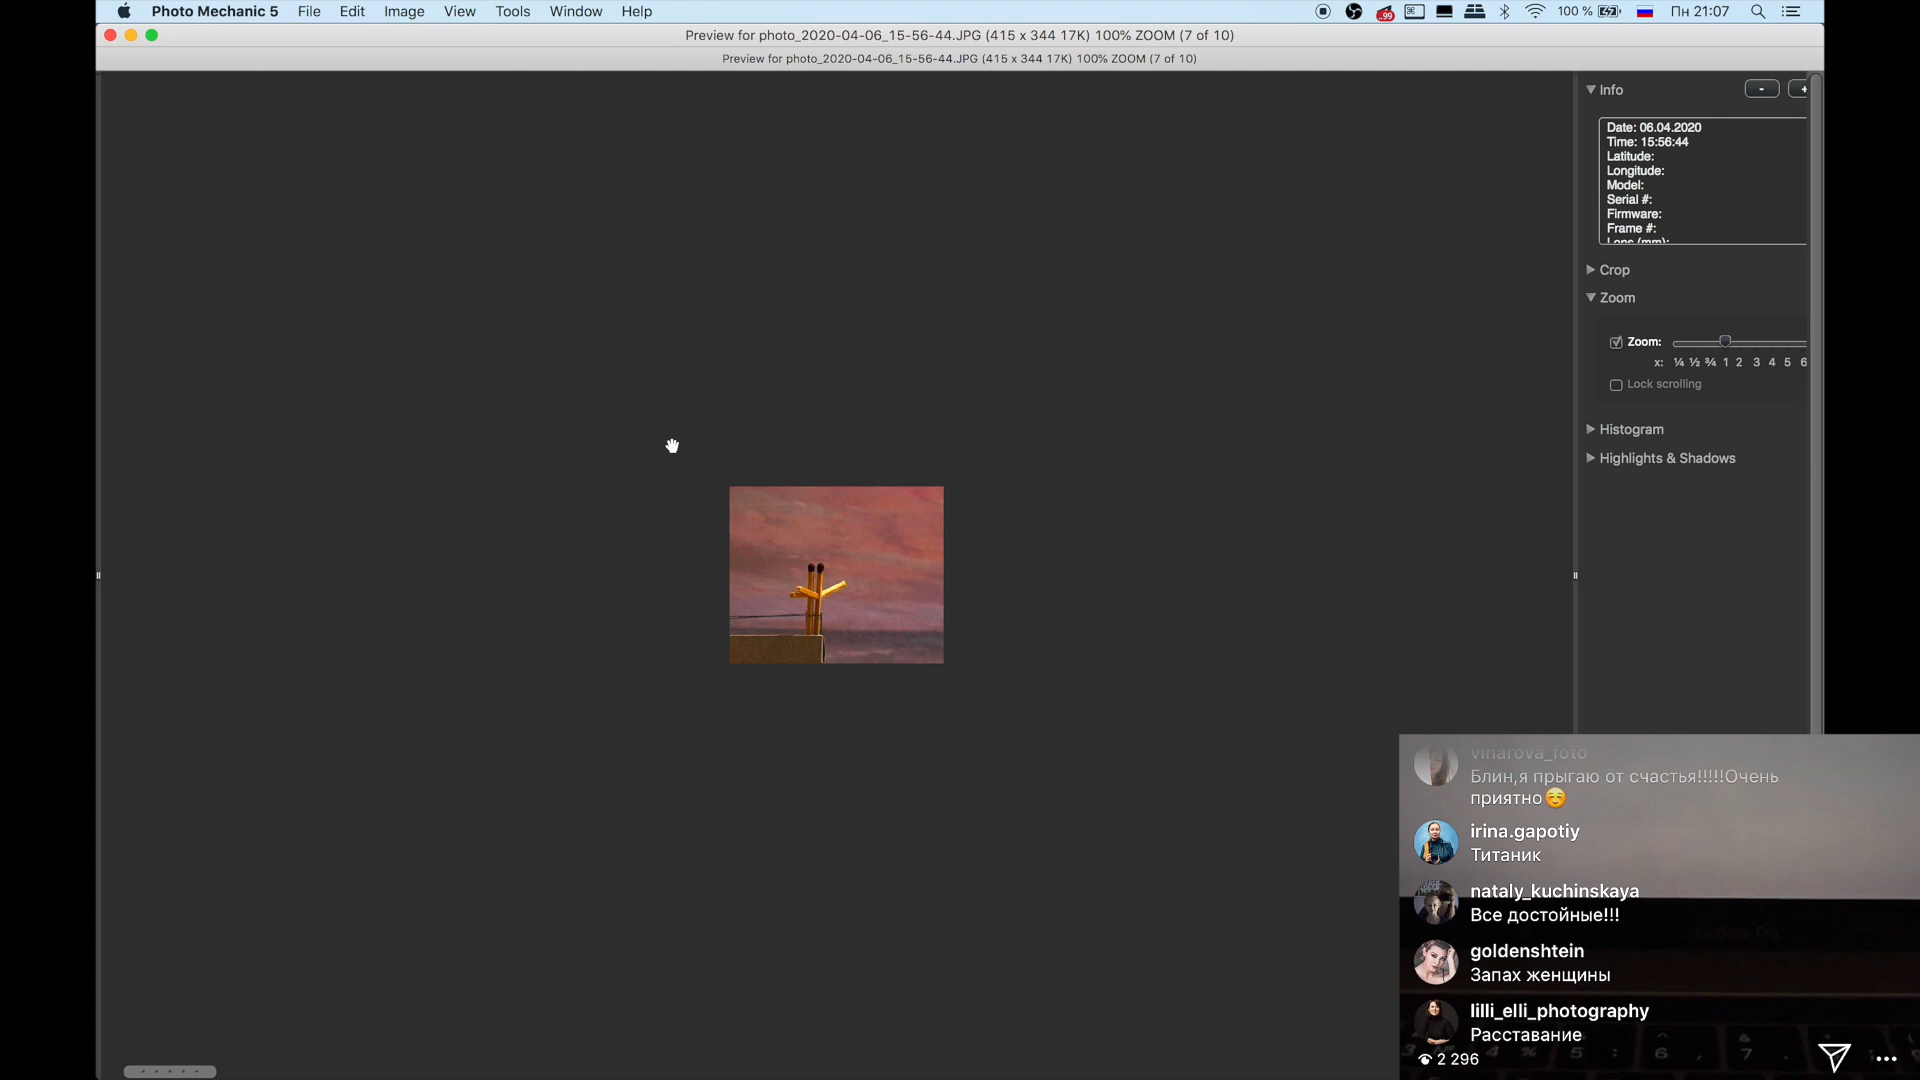 Photo Mechanic 5 File Edit Image View Tools Window Help
..99 100 % Пн 21:07
Preview for photo_2020-04-06_15-56-44.JPG (415 x 344 17K) 100% ZOOM (7 of 10)
Preview for photo_2020-04-06_15-56-44.JPG (415 x 344 17K) 100% ZOOM (7 of 10)
Info - +
Date: 06.04.2020
Time: 15:56:44
Latitude:
Longitude:
Model:
Serial #:
Firmware:
Frame #:
Lens (mm):
Crop
Zoom
Zoom:
x: ¼ ½ ¾ 1 2 3 4 5 6
Lock scrolling
Histogram
Highlights & Shadows
vinarova_foto
Блин,я прыгаю от счастья!!!!!Очень
приятно☺️
irina.gapotiy
Титаник
nataly_kuchinskaya
Все достойные!!!
goldenshtein
Запах женщины
lilli_elli_photography
Расставание
2 296